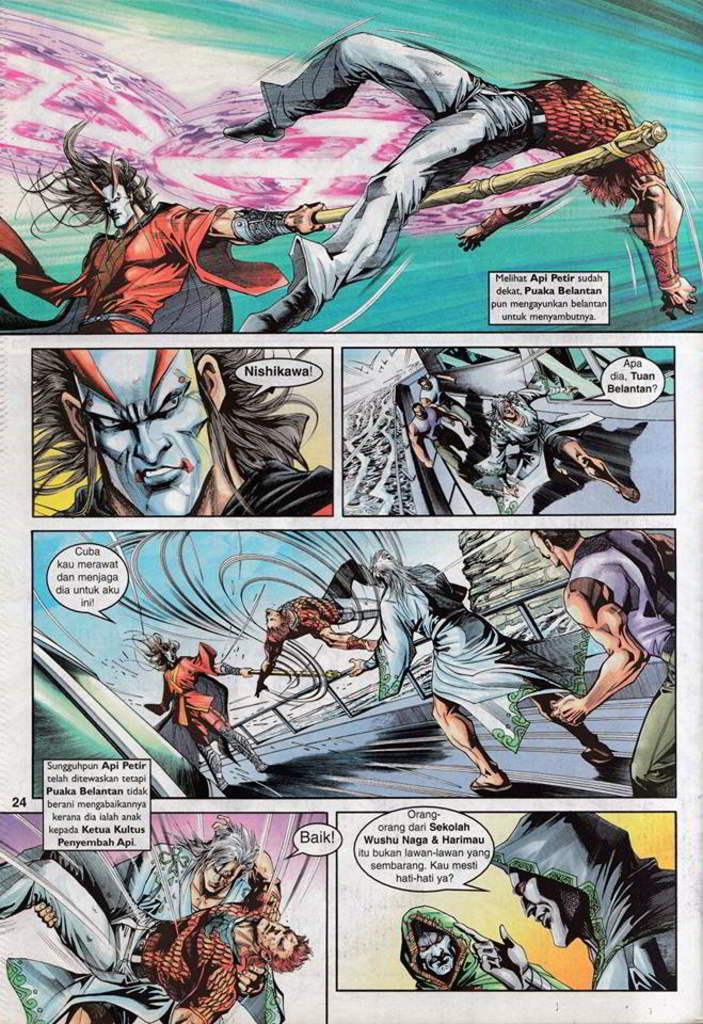 Melihat Api Petir sudah
dekat, Puaka Belantan
pun mengayunkan belantan
untuk menyambutnya.
Nishikawa!
Apa
dia, Tuan
Belantan?
Cuba
kau merawat
dan menjaga
dia untuk aku
ini!
Sungguhpun Api Petir
telah ditewaskan tetapi
Puaka Belantan tidak
berani mengabaikannya
kerana dia ialah anak
kepada Ketua Kultus
Penyembah Api.
24
Baik!
Orang-
orang dari Sekolah
Wushu Naga & Harimau
itu bukan lawan-lawan yang
sembarang. Kau mesti
hati-hati ya?